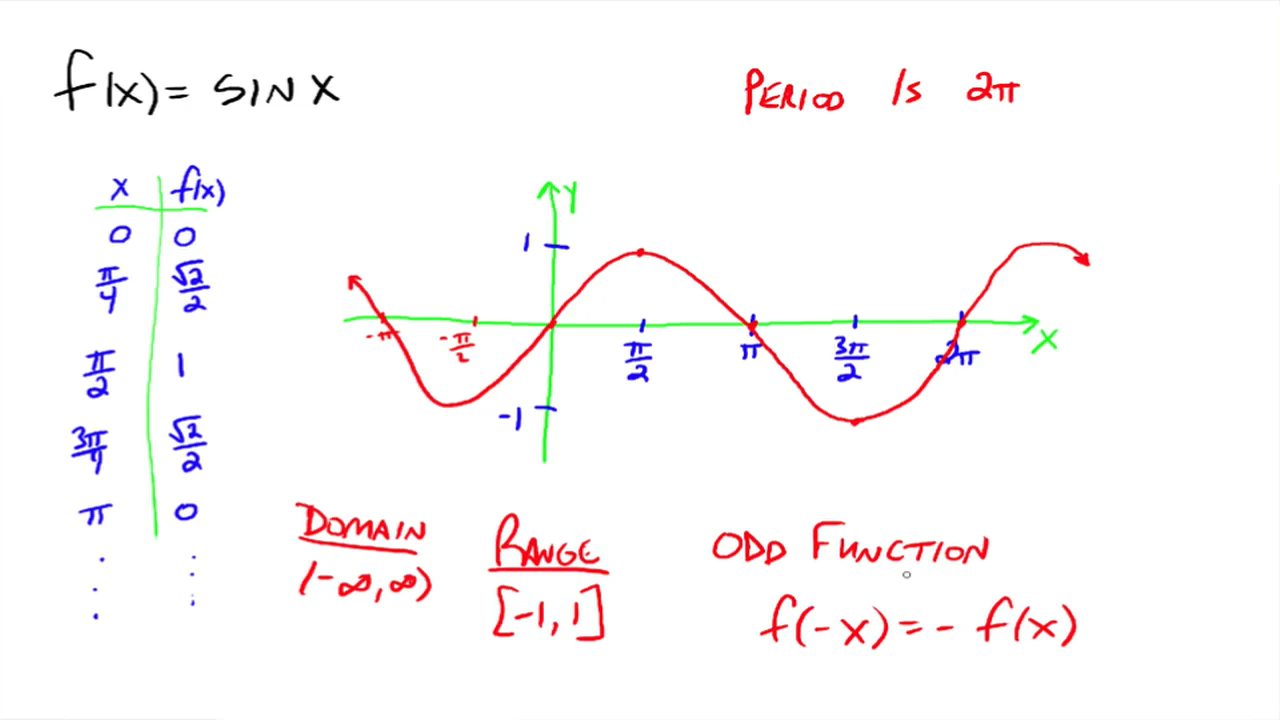 f(x) = SIN X
PERIOD IS 2π
x f(x)
0 0
π/4 √2/2
π/2 1
3π/4 √2/2
π 0
Y
1
-1
-π -π/2 π/2 π 3π/2 2π X
DOMAIN
(-∞,∞)
RANGE
[-1,1]
ODD FUNCTION
f(-x) = - f(x)